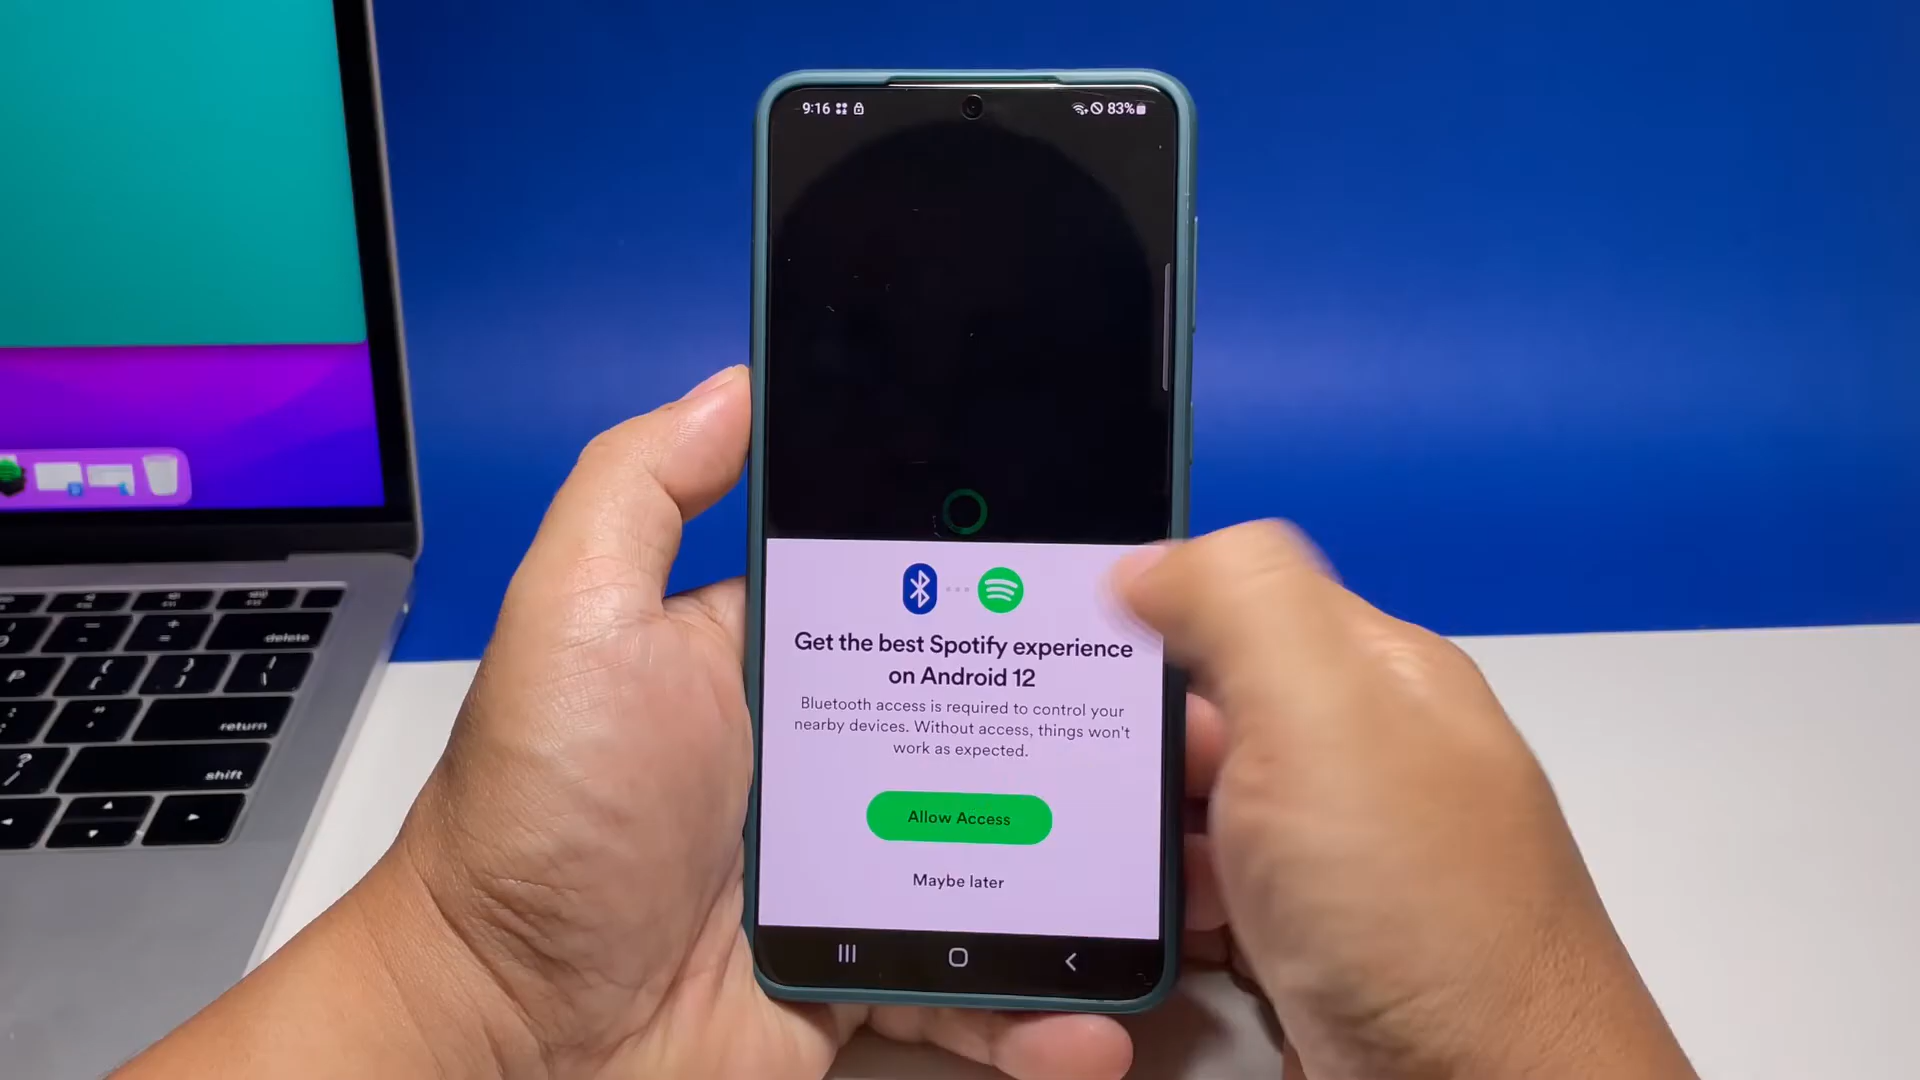 9:16
83%
Get the best Spotify experience
on Android 12
Bluetooth access is required to control your
nearby devices. Without access, things won't
work as expected.
Allow Access
Maybe later
delete
return
shift
P
{
[
}
]
"
'
?
/
+
=